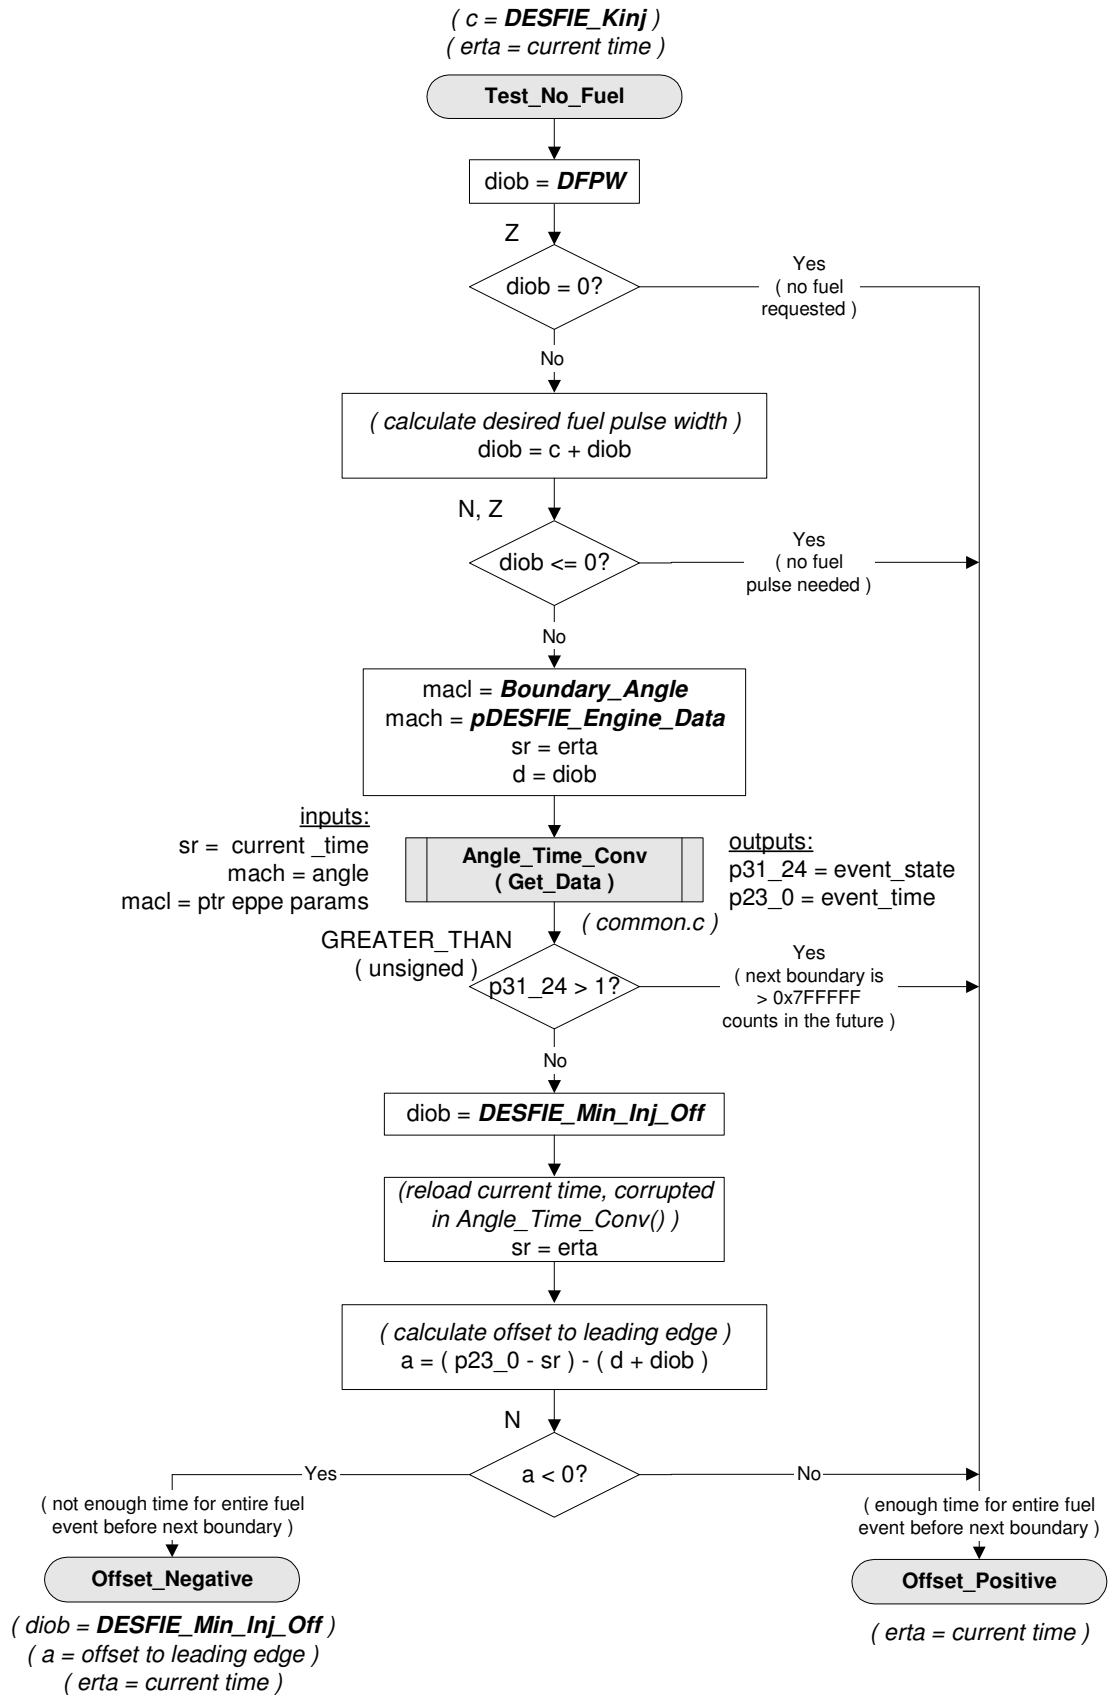 ( c = DESFIE_Kinj )
( erta = current time )
Test_No_Fuel
diob = DFPW
Z
diob = 0?
Yes
( no fuel
requested )
No
( calculate desired fuel pulse width )
diob = c + diob
N, Z
diob <= 0?
Yes
( no fuel
pulse needed )
No
macl = Boundary_Angle
mach = pDESFIE_Engine_Data
sr = erta
d = diob
inputs:
sr = current _time
mach = angle
macl = ptr eppe params
Angle_Time_Conv
( Get_Data )
outputs:
p31_24 = event_state
p23_0 = event_time
( common.c )
GREATER_THAN
( unsigned )
p31_24 > 1?
Yes
( next boundary is
> 0x7FFFFF
counts in the future )
No
diob = DESFIE_Min_Inj_Off
(reload current time, corrupted
in Angle_Time_Conv() )
sr = erta
( calculate offset to leading edge )
a = ( p23_0 - sr ) - ( d + diob )
N
a < 0?
Yes
No
( not enough time for entire fuel
event before next boundary )
( enough time for entire fuel
event before next boundary )
Offset_Negative
Offset_Positive
( diob = DESFIE_Min_Inj_Off )
( a = offset to leading edge )
( erta = current time )
( erta = current time )